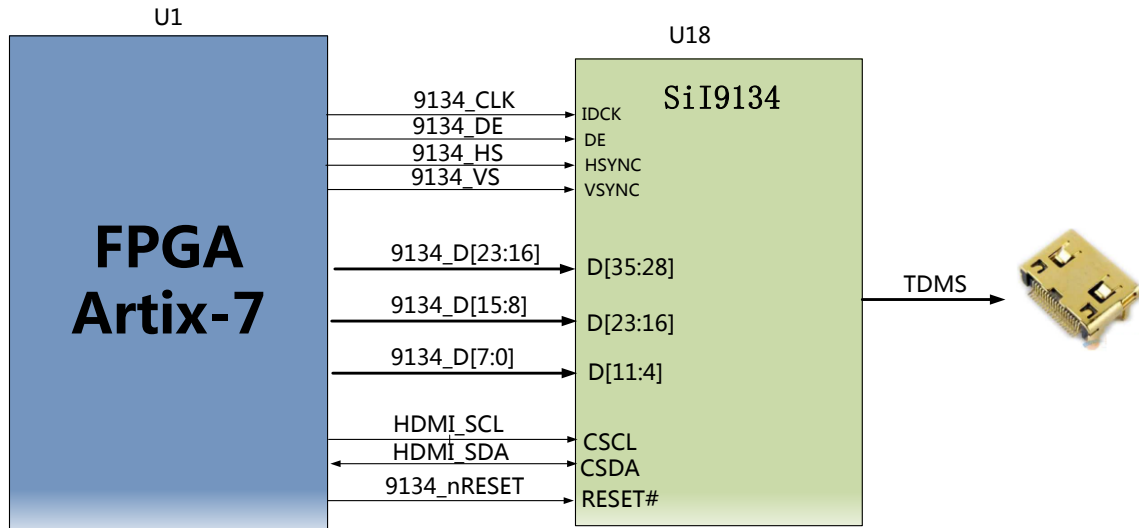 U1
U18
SiI9134
9134_CLK
IDCK
9134_DE
DE
9134_HS
HSYNC
9134_VS
VSYNC
FPGA
Artix-7
9134_D[23:16]
D[35:28]
TDMS
9134_D[15:8]
D[23:16]
9134_D[7:0]
D[11:4]
HDMI_SCL
CSCL
HDMI_SDA
CSDA
9134_nRESET
RESET#